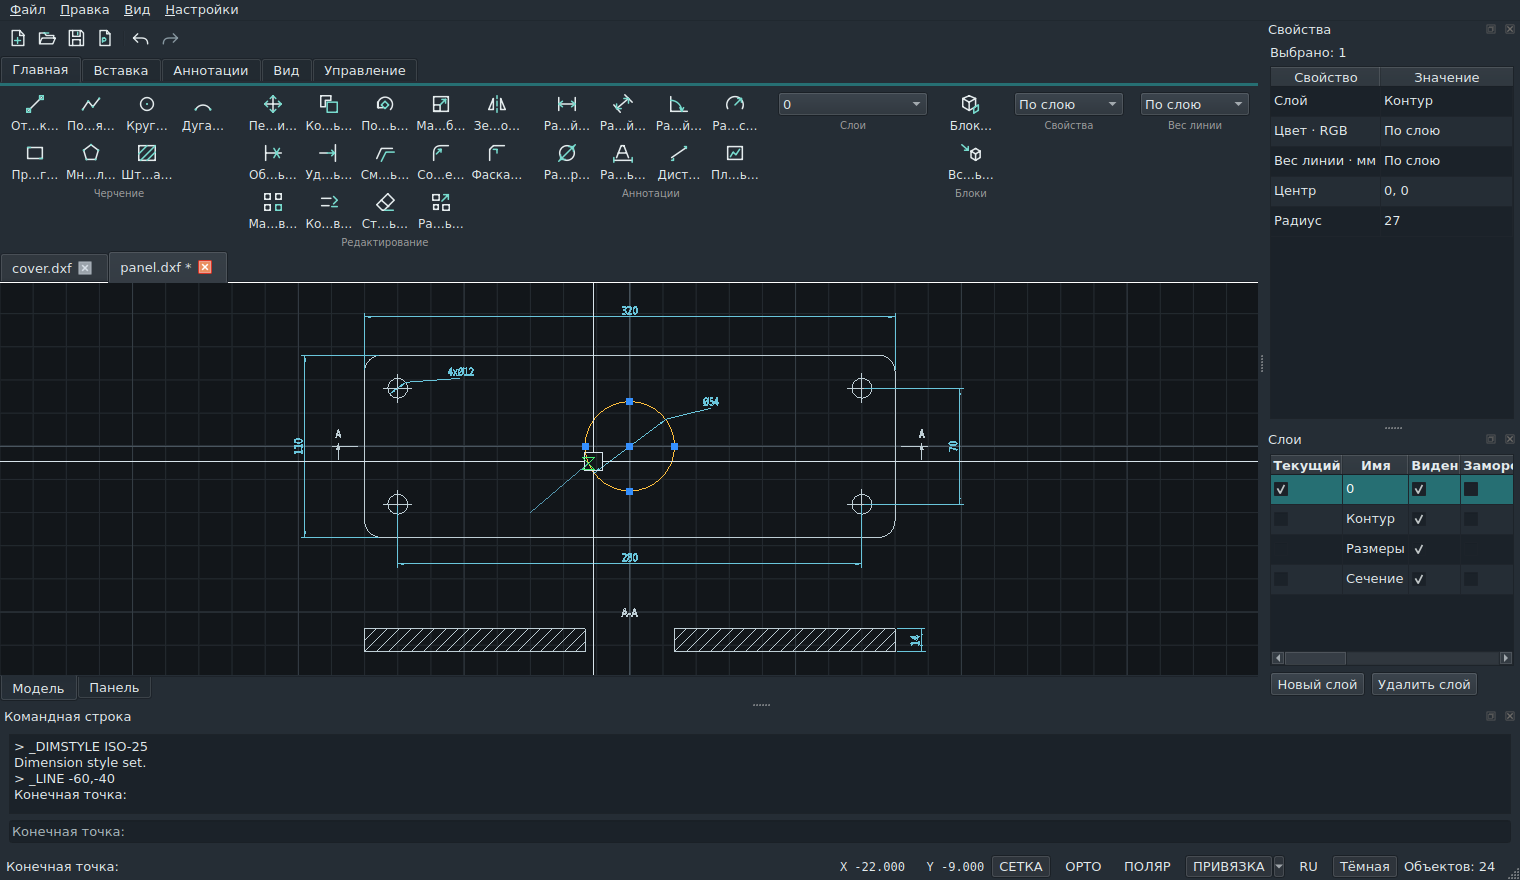 Файл Правка Вид Настройки
Главная Вставка Аннотации Вид Управление
От...к... По...я... Круг... Дуга... Пе...и... Ко...ь... По...ь... Ма...б... Зе...о... Ра...й... Ра...й... Ра...й... Ра...с... 0 Блок... По слою По слою
Слои Свойства Вес линии
Пр...г... Мн...л... Шт...а... Об...ь... Уд...ь... См...ь... Со...е... Фаска... Ра...р... Ра...ь... Дист... Пл...ь... Вс...ь...
Черчение Аннотации Блоки
Ма...в... Ко...в... Ст...ь... Ра...ь...
Редактирование
cover.dxf panel.dxf *
320
4xØ12
Ø54
110
A A
70
280
A-A
14
Модель Панель
Свойства
Выбрано: 1
Свойство Значение
Слой Контур
Цвет · RGB По слою
Вес линии · мм По слою
Центр 0, 0
Радиус 27
Слои
Текущий Имя Виден Замор
0
Контур
Размеры
Сечение
Новый слой Удалить слой
Командная строка
> _DIMSTYLE ISO-25
Dimension style set.
> _LINE -60,-40
Конечная точка:
Конечная точка:
Конечная точка: X -22.000 Y -9.000 СЕТКА ОРТО ПОЛЯР ПРИВЯЗКА RU Тёмная Объектов: 24